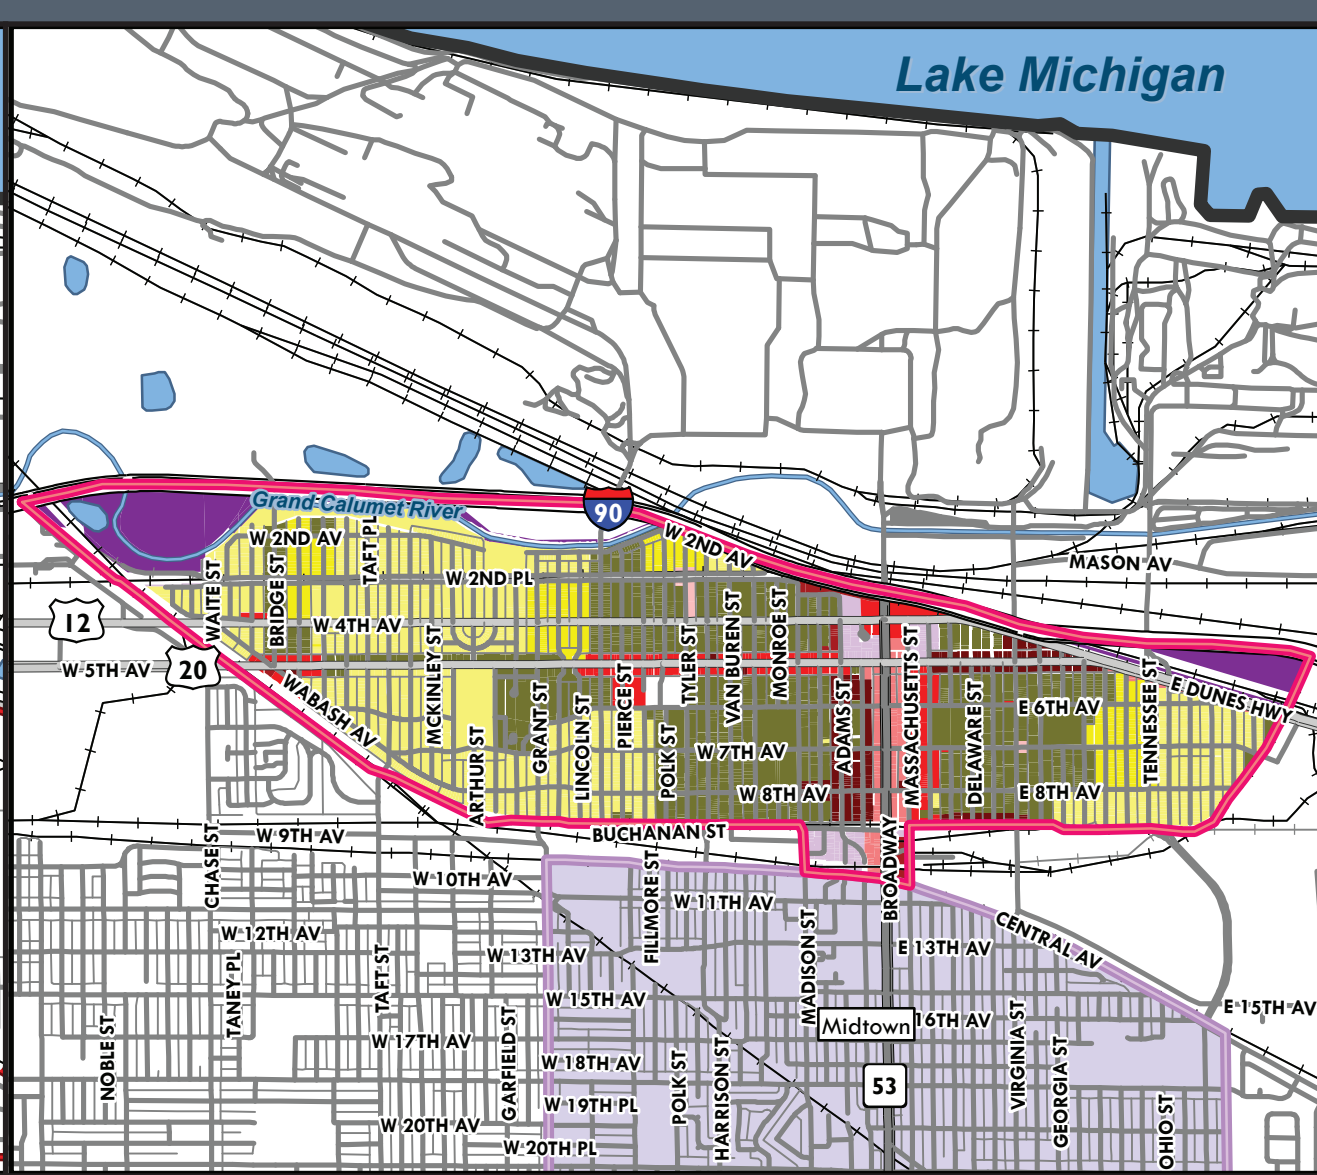 Lake Michigan
Grand Calumet River
90
W 2ND AV
W 2ND AV
MASON AV
TAFT PL
W 2ND PL
WAITE ST
BRIDGE ST
12
W 4TH AV
W 5TH AV
20
WABASH AV
MCKINLEY ST
ARTHUR ST
GRANT ST
LINCOLN ST
PIERCE ST
POLK ST
TYLER ST
VAN BUREN ST
MONROE ST
ADAMS ST
MASSACHUSETTS ST
DELAWARE ST
TENNESSEE ST
E DUNES HWY
E 6TH AV
W 7TH AV
W 8TH AV
E 8TH AV
BUCHANAN ST
W 9TH AV
CHASE ST
W 10TH AV
BROADWAY
FILLMORE ST
W 11TH AV
MADISON ST
CENTRAL AV
W 12TH AV
W 13TH AV
E 13TH AV
TANEY PL
TAFT ST
W 15TH AV
E 15TH AV
Midtown
16TH AV
NOBLE ST
W 17TH AV
GARFIELD ST
W 18TH AV
POLK ST
HARRISON ST
53
VIRGINIA ST
GEORGIA ST
OHIO ST
W 19TH PL
W 20TH AV
W 20TH PL